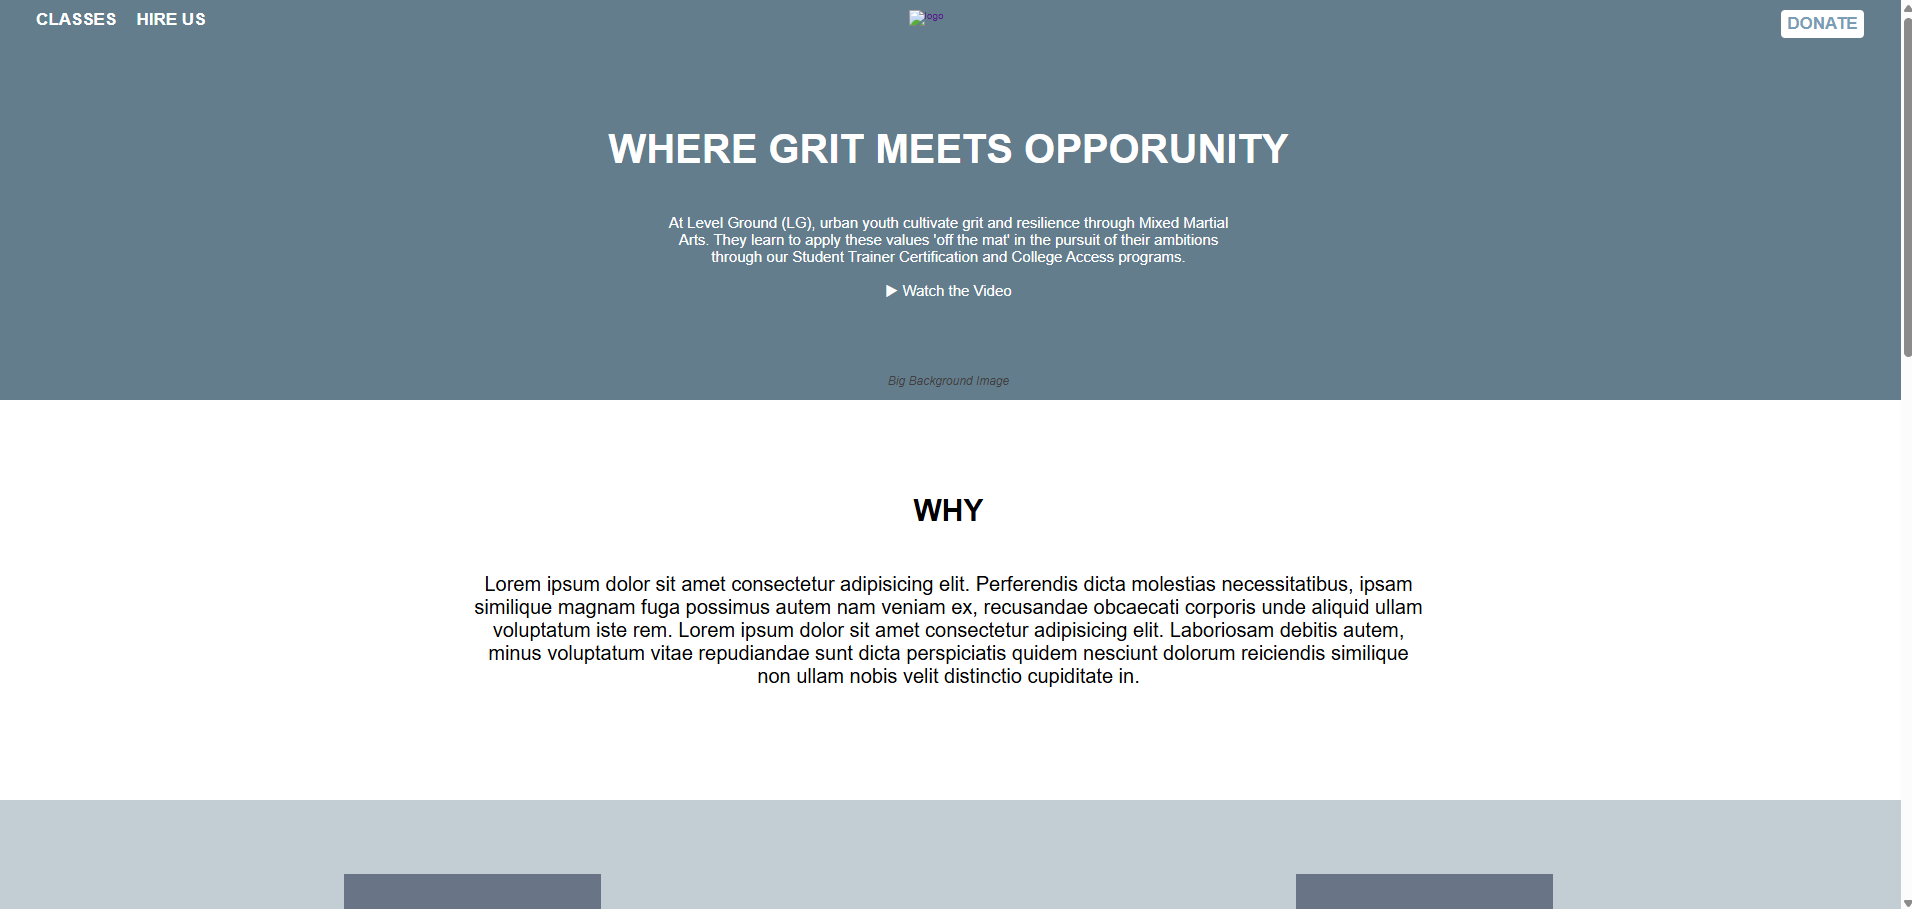 CLASSES HIRE US logo DONATE
WHERE GRIT MEETS OPPORUNITY
At Level Ground (LG), urban youth cultivate grit and resilience through Mixed Martial
Arts. They learn to apply these values 'off the mat' in the pursuit of their ambitions
through our Student Trainer Certification and College Access programs.
▶ Watch the Video
Big Background Image
WHY
Lorem ipsum dolor sit amet consectetur adipisicing elit. Perferendis dicta molestias necessitatibus, ipsam
similique magnam fuga possimus autem nam veniam ex, recusandae obcaecati corporis unde aliquid ullam
voluptatum iste rem. Lorem ipsum dolor sit amet consectetur adipisicing elit. Laboriosam debitis autem,
minus voluptatum vitae repudiandae sunt dicta perspiciatis quidem nesciunt dolorum reiciendis similique
non ullam nobis velit distinctio cupiditate in.